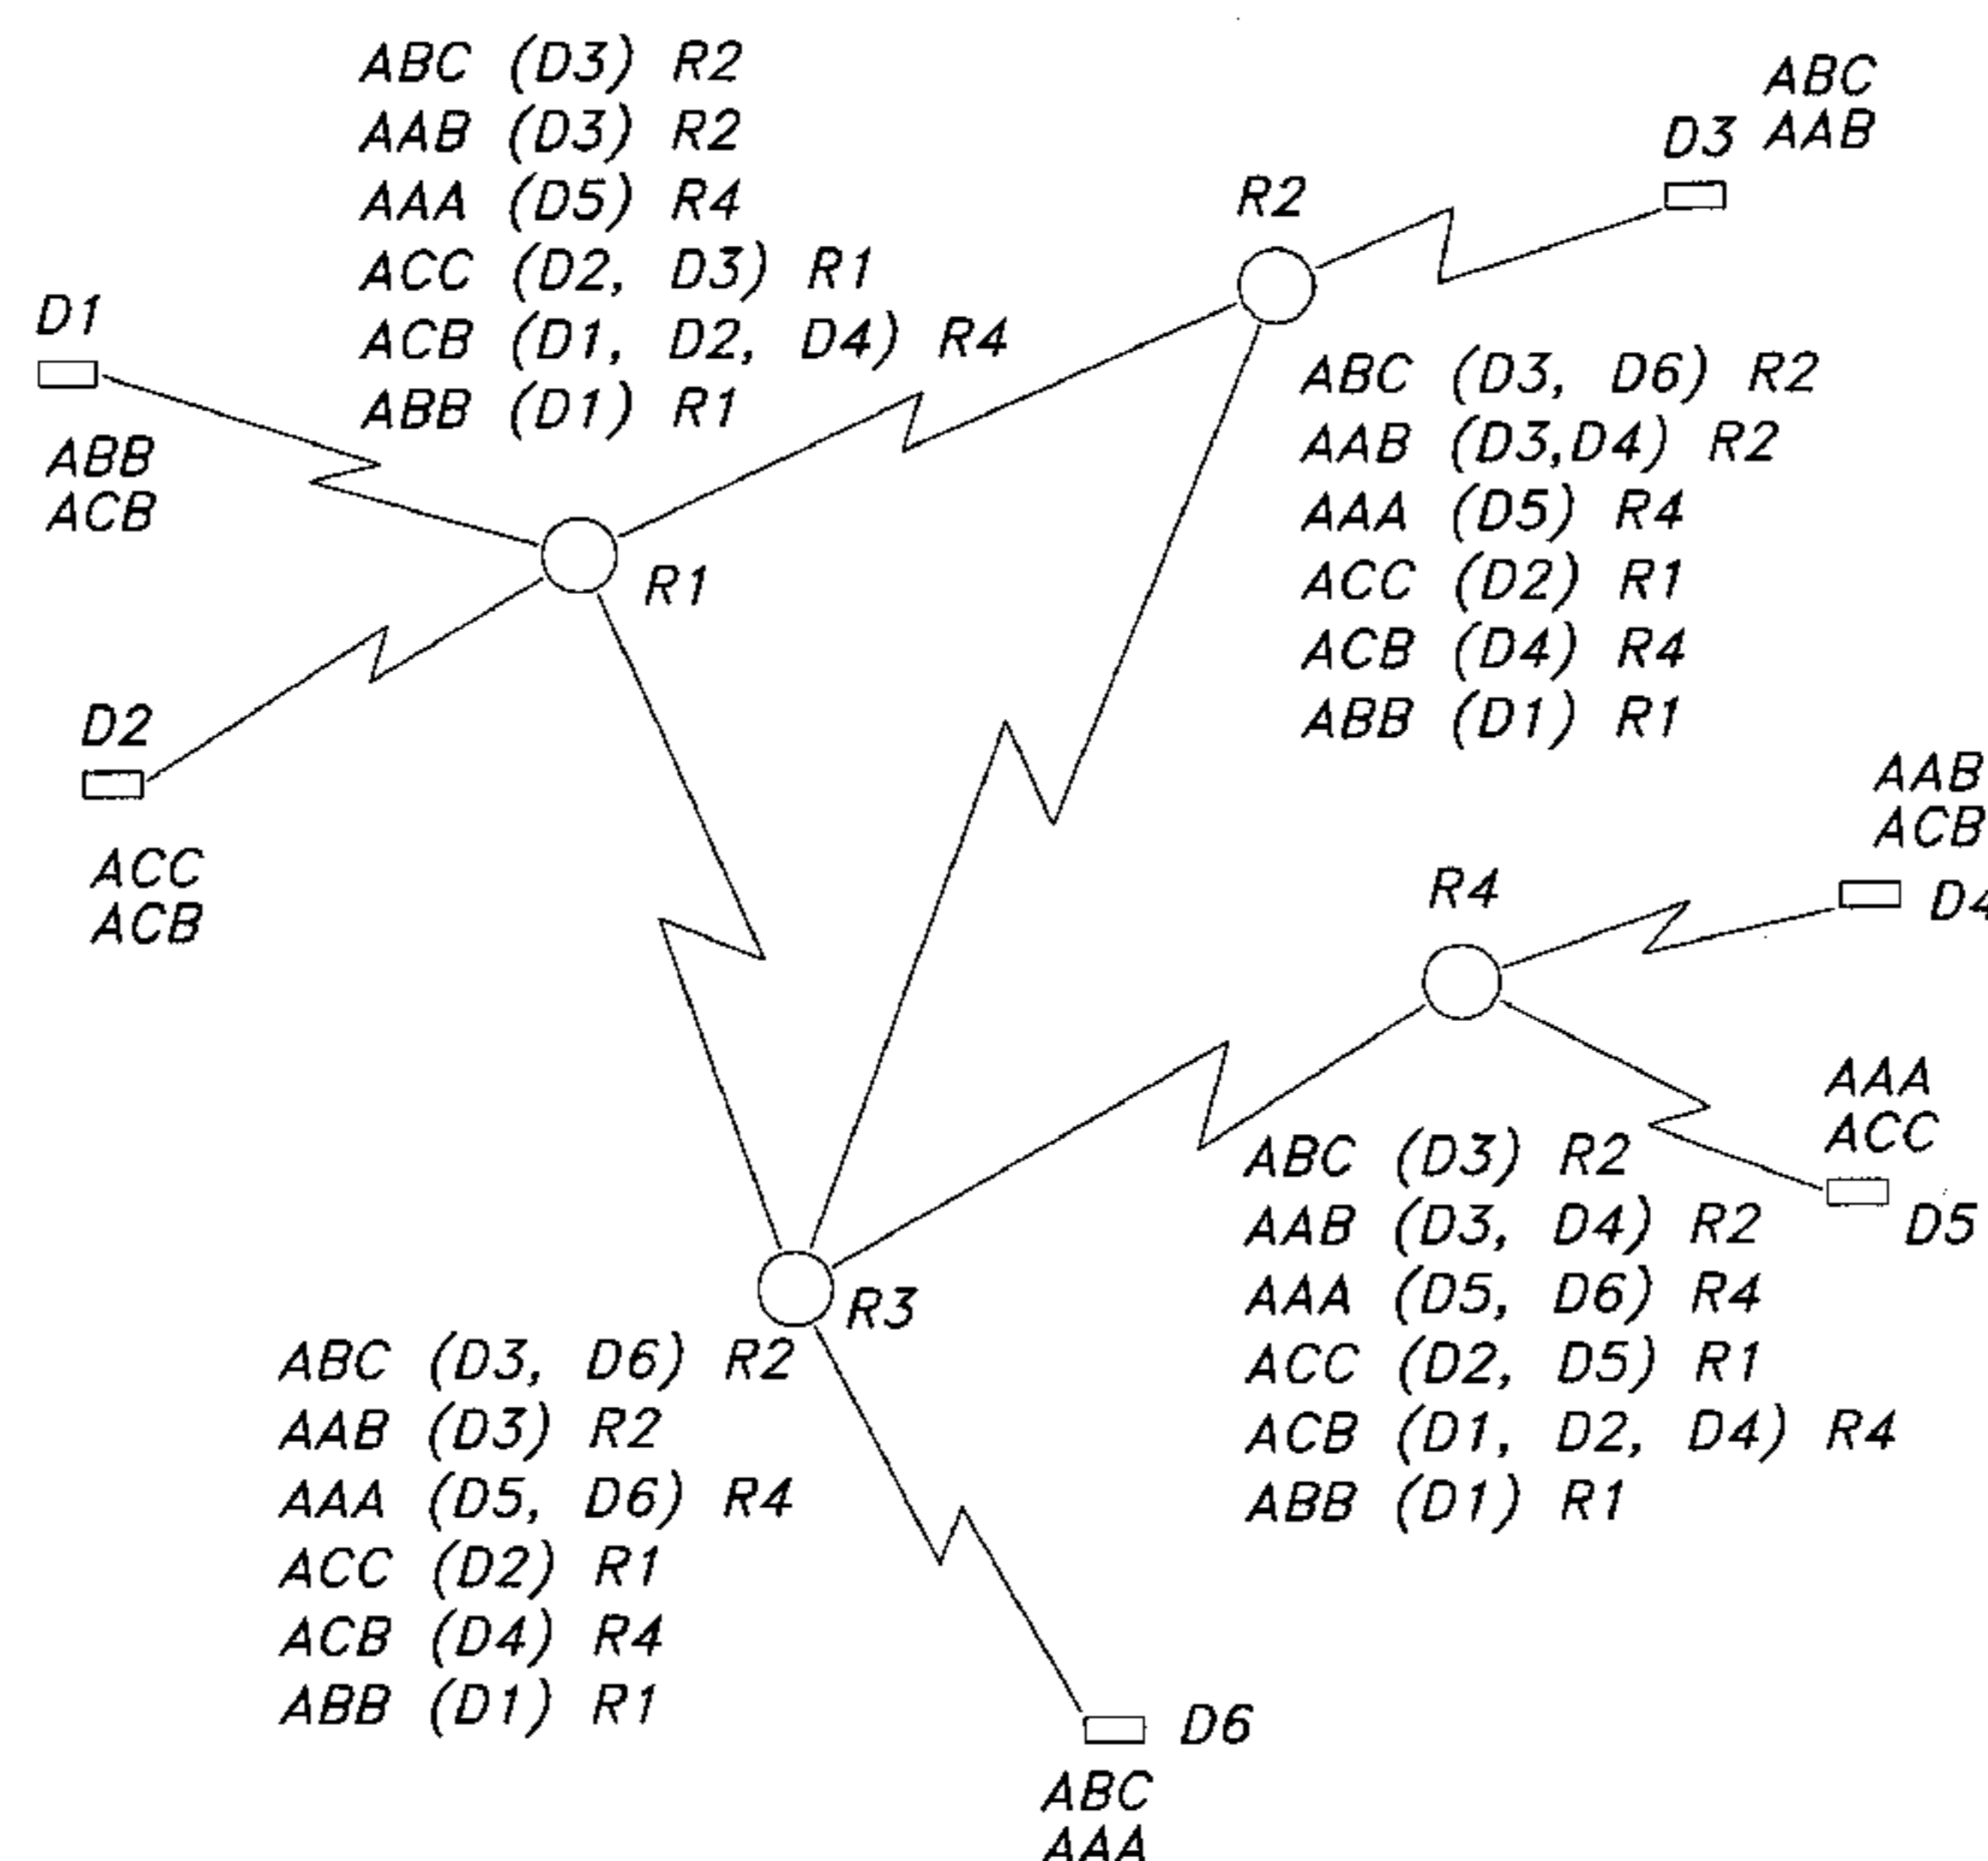 ABC (D3) R2
AAB (D3) R2
AAA (D5) R4
ACC (D2, D3) R1
ACB (D1, D2, D4) R4
ABB (D1) R1
ABC
AAB
D3
R2
D1
ABB
ACB
R1
ABC (D3, D6) R2
AAB (D3,D4) R2
AAA (D5) R4
ACC (D2) R1
ACB (D4) R4
ABB (D1) R1
D2
ACC
ACB
AAB
ACB
R4
D4
AAA
ACC
D5
ABC (D3) R2
AAB (D3, D4) R2
AAA (D5, D6) R4
ACC (D2, D5) R1
ACB (D1, D2, D4) R4
ABB (D1) R1
R3
ABC (D3, D6) R2
AAB (D3) R2
AAA (D5, D6) R4
ACC (D2) R1
ACB (D4) R4
ABB (D1) R1
D6
ABC
AAA